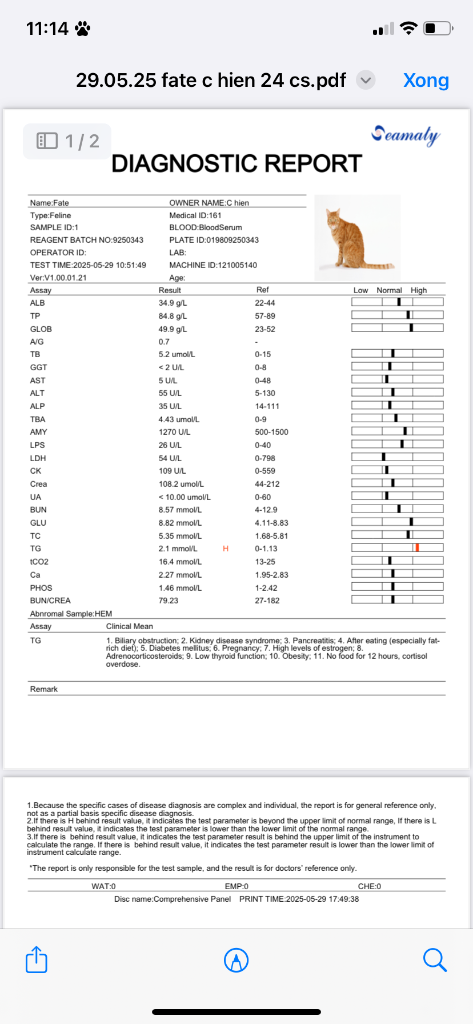 11:14
29.05.25 fate c hien 24 cs.pdf
Xong
1/2
Seamaty
DIAGNOSTIC REPORT
Name:Fate OWNER NAME:C hien
Type:Feline Medical ID:161
SAMPLE ID:1 BLOOD:BloodSerum
REAGENT BATCH NO:9250343 PLATE ID:019809250343
OPERATOR ID: LAB:
TEST TIME:2025-05-29 10:51:49 MACHINE ID:121005140
Ver:V1.00.01.21 Age:
Assay Result Ref Low Normal High
ALB 34.9 g/L 22-44
TP 84.8 g/L 57-89
GLOB 49.9 g/L 23-52
A/G 0.7 -
TB 5.2 umol/L 0-15
GGT < 2 U/L 0-8
AST 5 U/L 0-48
ALT 55 U/L 5-130
ALP 35 U/L 14-111
TBA 4.43 umol/L 0-9
AMY 1270 U/L 500-1500
LPS 26 U/L 0-40
LDH 54 U/L 0-798
CK 109 U/L 0-559
Crea 108.2 umol/L 44-212
UA < 10.00 umol/L 0-60
BUN 8.57 mmol/L 4-12.9
GLU 8.82 mmol/L 4.11-8.83
TC 5.35 mmol/L 1.68-5.81
TG 2.1 mmol/L H 0-1.13
tCO2 16.4 mmol/L 13-25
Ca 2.27 mmol/L 1.95-2.83
PHOS 1.46 mmol/L 1-2.42
BUN/CREA 79.23 27-182
Abnromal Sample:HEM
Assay Clinical Mean
TG 1. Biliary obstruction; 2. Kidney disease syndrome; 3. Pancreatitis; 4. After eating (especially fat-
rich diet); 5. Diabetes mellitus; 6. Pregnancy; 7. High levels of estrogen; 8.
Adrenocorticosteroids; 9. Low thyroid function; 10. Obesity; 11. No food for 12 hours, cortisol
overdose.
Remark
1.Because the specific cases of disease diagnosis are complex and individual, the report is for general reference only,
not as a partial basis specific disease diagnosis.
2.If there is H behind result value, it indicates the test parameter is beyond the upper limit of normal range, If there is L
behind result value, it indicates the test parameter is lower than the lower limit of the normal range.
3.If there is behind result value, it indicates the test parameter result is behind the upper limit of the instrument to
calculate the range. If there is behind result value, it indicates the test parameter result is lower than the lower limit of
instrument calculate range.
*The report is only responsible for the test sample, and the result is for doctors' reference only.
WAT:0 EMP:0 CHE:0
Disc name:Comprehensive Panel PRINT TIME:2025-05-29 17:49:38